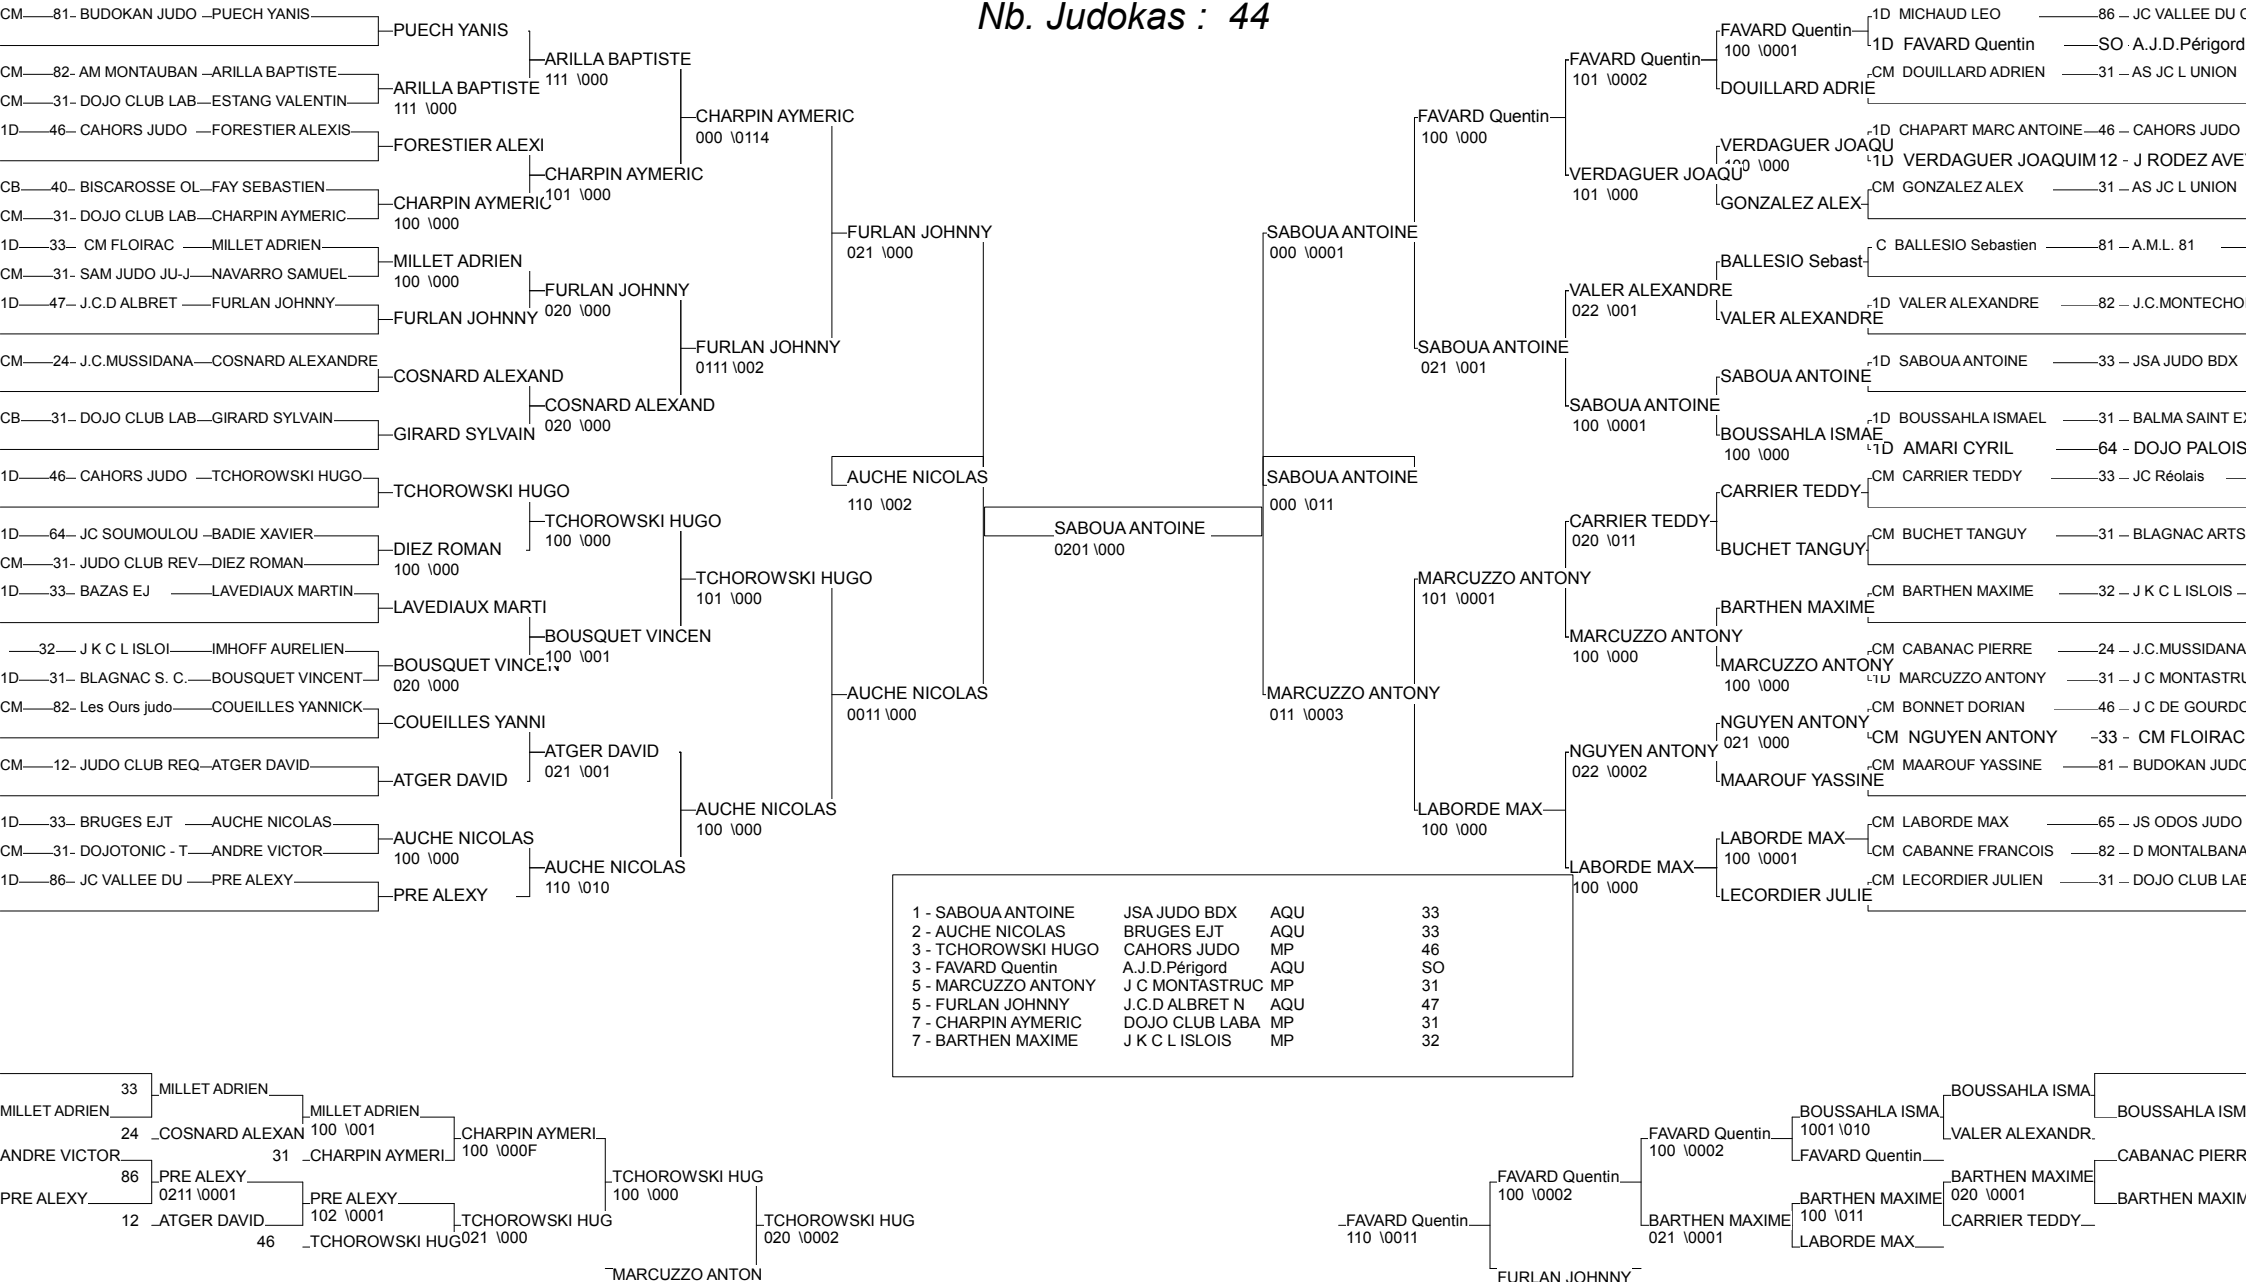 Nb. Judokas : 44
CM 81- BUDOKAN JUDO PUECH YANIS
CM 82- AM MONTAUBAN ARILLA BAPTISTE
CM 31- DOJO CLUB LAB ESTANG VALENTIN
1D 46- CAHORS JUDO FORESTIER ALEXIS
CB 40- BISCAROSSE OL FAY SEBASTIEN
CM 31- DOJO CLUB LAB CHARPIN AYMERIC
1D 33- CM FLOIRAC MILLET ADRIEN
CM 31- SAM JUDO JU-J NAVARRO SAMUEL
1D 47- J.C.D ALBRET FURLAN JOHNNY
CM 24- J.C.MUSSIDANA COSNARD ALEXANDRE
CB 31- DOJO CLUB LAB GIRARD SYLVAIN
1D 46- CAHORS JUDO TCHOROWSKI HUGO
1D 64- JC SOUMOULOU BADIE XAVIER
CM 31- JUDO CLUB REV DIEZ ROMAN
1D 33- BAZAS EJ LAVEDIAUX MARTIN
32 J K C L ISLOI IMHOFF AURELIEN
1D 31- BLAGNAC S. C. BOUSQUET VINCENT
CM 82- Les Ours judo COUEILLES YANNICK
CM 12- JUDO CLUB REQ ATGER DAVID
1D 33- BRUGES EJT AUCHE NICOLAS
CM 31- DOJOTONIC - T ANDRE VICTOR
1D 86- JC VALLEE DU PRE ALEXY
PUECH YANIS
ARILLA BAPTISTE
111 \000
FORESTIER ALEXI
CHARPIN AYMERIC
100 \000
MILLET ADRIEN
100 \000
FURLAN JOHNNY
COSNARD ALEXAND
GIRARD SYLVAIN
TCHOROWSKI HUGO
DIEZ ROMAN
100 \000
LAVEDIAUX MARTI
BOUSQUET VINCEN
020 \000
COUEILLES YANNI
ATGER DAVID
AUCHE NICOLAS
100 \000
PRE ALEXY
ARILLA BAPTISTE
111 \000
CHARPIN AYMERIC
101 \000
FURLAN JOHNNY
020 \000
COSNARD ALEXAND
020 \000
TCHOROWSKI HUGO
100 \000
BOUSQUET VINCEN
100 \001
ATGER DAVID
021 \001
AUCHE NICOLAS
110 \010
CHARPIN AYMERIC
000 \0114
FURLAN JOHNNY
0111 \002
TCHOROWSKI HUGO
101 \000
AUCHE NICOLAS
100 \000
FURLAN JOHNNY
021 \000
AUCHE NICOLAS
110 \002
AUCHE NICOLAS
0011 \000
SABOUA ANTOINE
0201 \000
SABOUA ANTOINE
000 \0001
SABOUA ANTOINE
000 \011
MARCUZZO ANTONY
011 \0003
FAVARD Quentin
100 \000
SABOUA ANTOINE
021 \001
MARCUZZO ANTONY
101 \0001
LABORDE MAX
100 \000
FAVARD Quentin
101 \0002
VERDAGUER JOAQU
101 \000
VALER ALEXANDRE
022 \001
SABOUA ANTOINE
100 \0001
CARRIER TEDDY
020 \011
MARCUZZO ANTONY
100 \000
NGUYEN ANTONY
022 \0002
LABORDE MAX
100 \000
FAVARD Quentin
100 \0001
DOUILLARD ADRIE
VERDAGUER JOAQU
100 \000
GONZALEZ ALEX
BALLESIO Sebast
VALER ALEXANDRE
SABOUA ANTOINE
BOUSSAHLA ISMAE
100 \000
CARRIER TEDDY
BUCHET TANGUY
BARTHEN MAXIME
MARCUZZO ANTONY
100 \000
NGUYEN ANTONY
021 \000
MAAROUF YASSINE
LABORDE MAX
100 \0001
LECORDIER JULIE
1D MICHAUD LEO 86 - JC VALLEE DU
1D FAVARD Quentin SO A.J.D.Périgord
CM DOUILLARD ADRIEN 31 - AS JC L UNION
1D CHAPART MARC ANTOINE 46 - CAHORS JUDO
1D VERDAGUER JOAQUIM 12 - J RODEZ AVE
CM GONZALEZ ALEX 31 - AS JC L UNION
C BALLESIO Sebastien 81 - A.M.L. 81
1D VALER ALEXANDRE 82 - J.C.MONTECHO
1D SABOUA ANTOINE 33 - JSA JUDO BDX
1D BOUSSAHLA ISMAEL 31 - BALMA SAINT E
1D AMARI CYRIL 64 - DOJO PALOIS
CM CARRIER TEDDY 33 - JC Réolais
CM BUCHET TANGUY 31 - BLAGNAC ARTS
CM BARTHEN MAXIME 32 - J K C L ISLOIS
CM CABANAC PIERRE 24 - J.C.MUSSIDANA
1D MARCUZZO ANTONY 31 - J C MONTASTRU
CM BONNET DORIAN 46 - J C DE GOURDO
CM NGUYEN ANTONY -33 - CM FLOIRAC
CM MAAROUF YASSINE 81 - BUDOKAN JUDO
CM LABORDE MAX 65 - JS ODOS JUDO
CM CABANNE FRANCOIS 82 - D MONTALBANA
CM LECORDIER JULIEN 31 - DOJO CLUB LAB
1 - SABOUA ANTOINE JSA JUDO BDX AQU 33
2 - AUCHE NICOLAS BRUGES EJT AQU 33
3 - TCHOROWSKI HUGO CAHORS JUDO MP 46
3 - FAVARD Quentin A.J.D.Périgord AQU SO
5 - MARCUZZO ANTONY J C MONTASTRUC MP 31
5 - FURLAN JOHNNY J.C.D ALBRET N AQU 47
7 - CHARPIN AYMERIC DOJO CLUB LABA MP 31
7 - BARTHEN MAXIME J K C L ISLOIS MP 32
MILLET ADRIEN
ANDRE VICTOR
PRE ALEXY
33 MILLET ADRIEN
24 COSNARD ALEXAN
86 PRE ALEXY
0211 \0001
12 ATGER DAVID
MILLET ADRIEN
100 \001
31 CHARPIN AYMERI
PRE ALEXY
102 \0001
46 TCHOROWSKI HUG
CHARPIN AYMERI
100 \000F
TCHOROWSKI HUG
021 \000
TCHOROWSKI HUG
100 \000
MARCUZZO ANTON
TCHOROWSKI HUG
020 \0002
FAVARD Quentin
110 \0011
FAVARD Quentin
100 \0002
FURLAN JOHNNY
FAVARD Quentin
100 \0002
BARTHEN MAXIME
021 \0001
BOUSSAHLA ISMA
1001 \010
FAVARD Quentin
BARTHEN MAXIME
100 \011
LABORDE MAX
BOUSSAHLA ISMA
VALER ALEXANDR
BARTHEN MAXIME
020 \0001
CARRIER TEDDY
BOUSSAHLA ISM
CABANAC PIERR
BARTHEN MAXIM